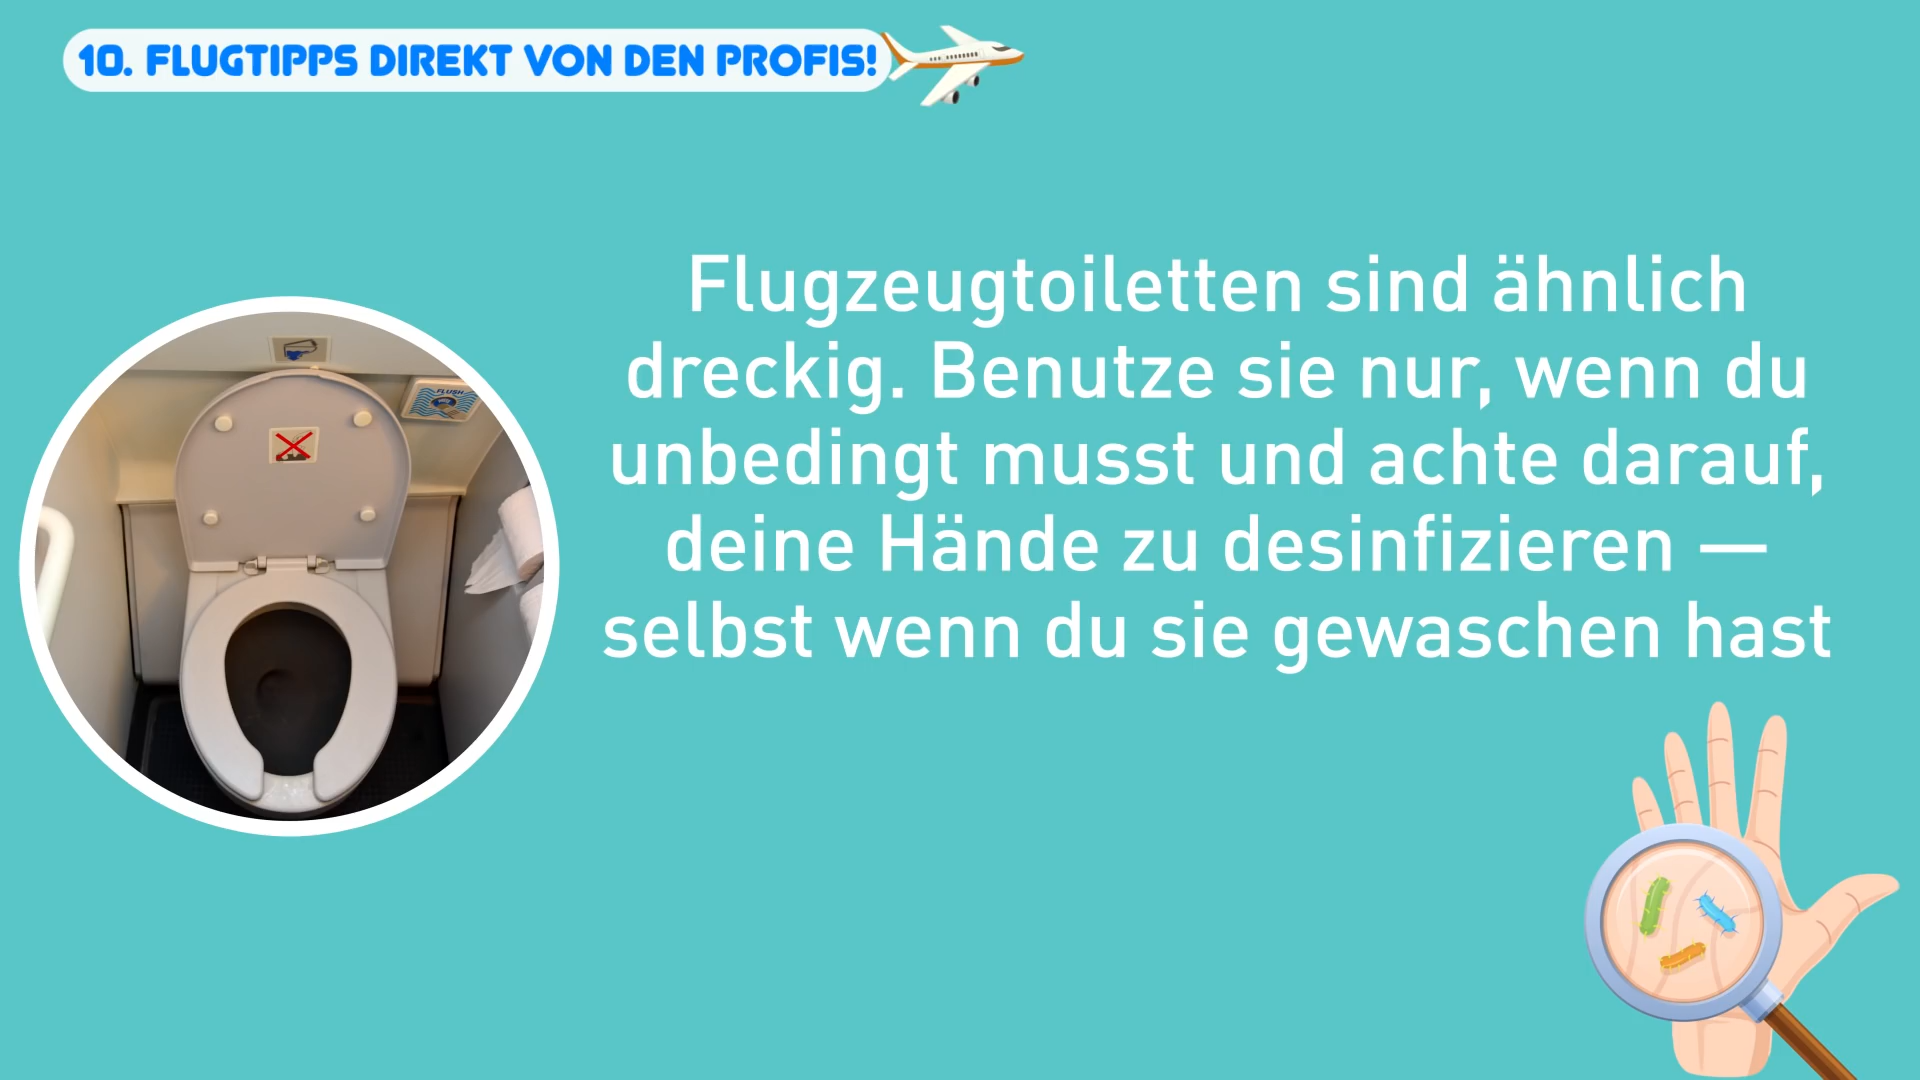 10. FLUGTIPPS DIREKT VON DEN PROFIS!
Flugzeugtoiletten sind ähnlich
dreckig. Benutze sie nur, wenn du
unbedingt musst und achte darauf,
deine Hände zu desinfizieren —
selbst wenn du sie gewaschen hast
FLUSH